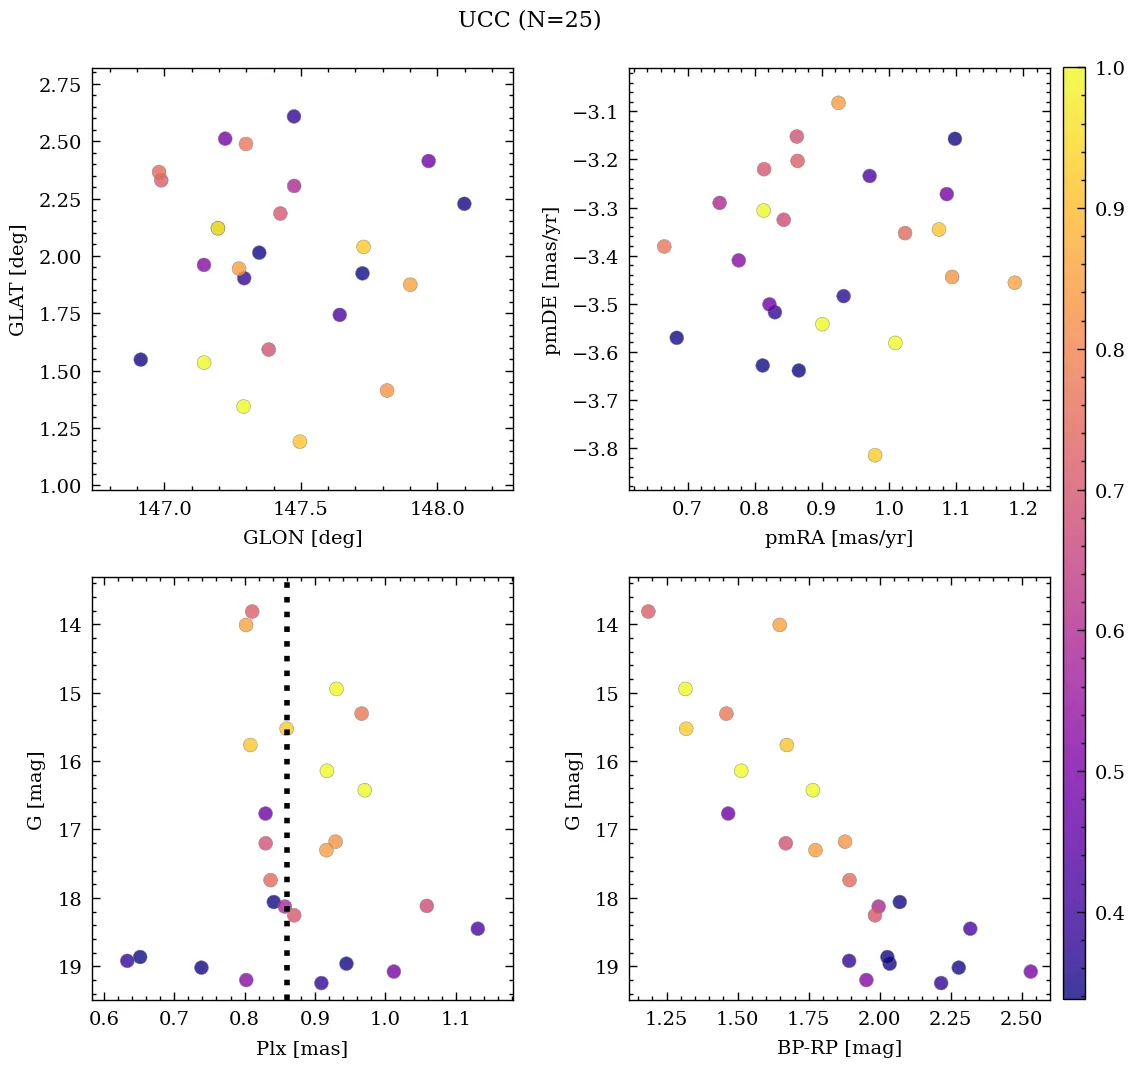 UCC (N=25)
2.75
2.50
2.25
2.00
1.75
1.50
1.25
1.00
GLAT [deg]
147.0 147.5 148.0
GLON [deg]
−3.1
−3.2
−3.3
−3.4
−3.5
−3.6
−3.7
−3.8
pmDE [mas/yr]
0.7 0.8 0.9 1.0 1.1 1.2
pmRA [mas/yr]
14
15
16
17
18
19
G [mag]
0.6 0.7 0.8 0.9 1.0 1.1
Plx [mas]
14
15
16
17
18
19
G [mag]
1.25 1.50 1.75 2.00 2.25 2.50
BP-RP [mag]
1.0
0.9
0.8
0.7
0.6
0.5
0.4